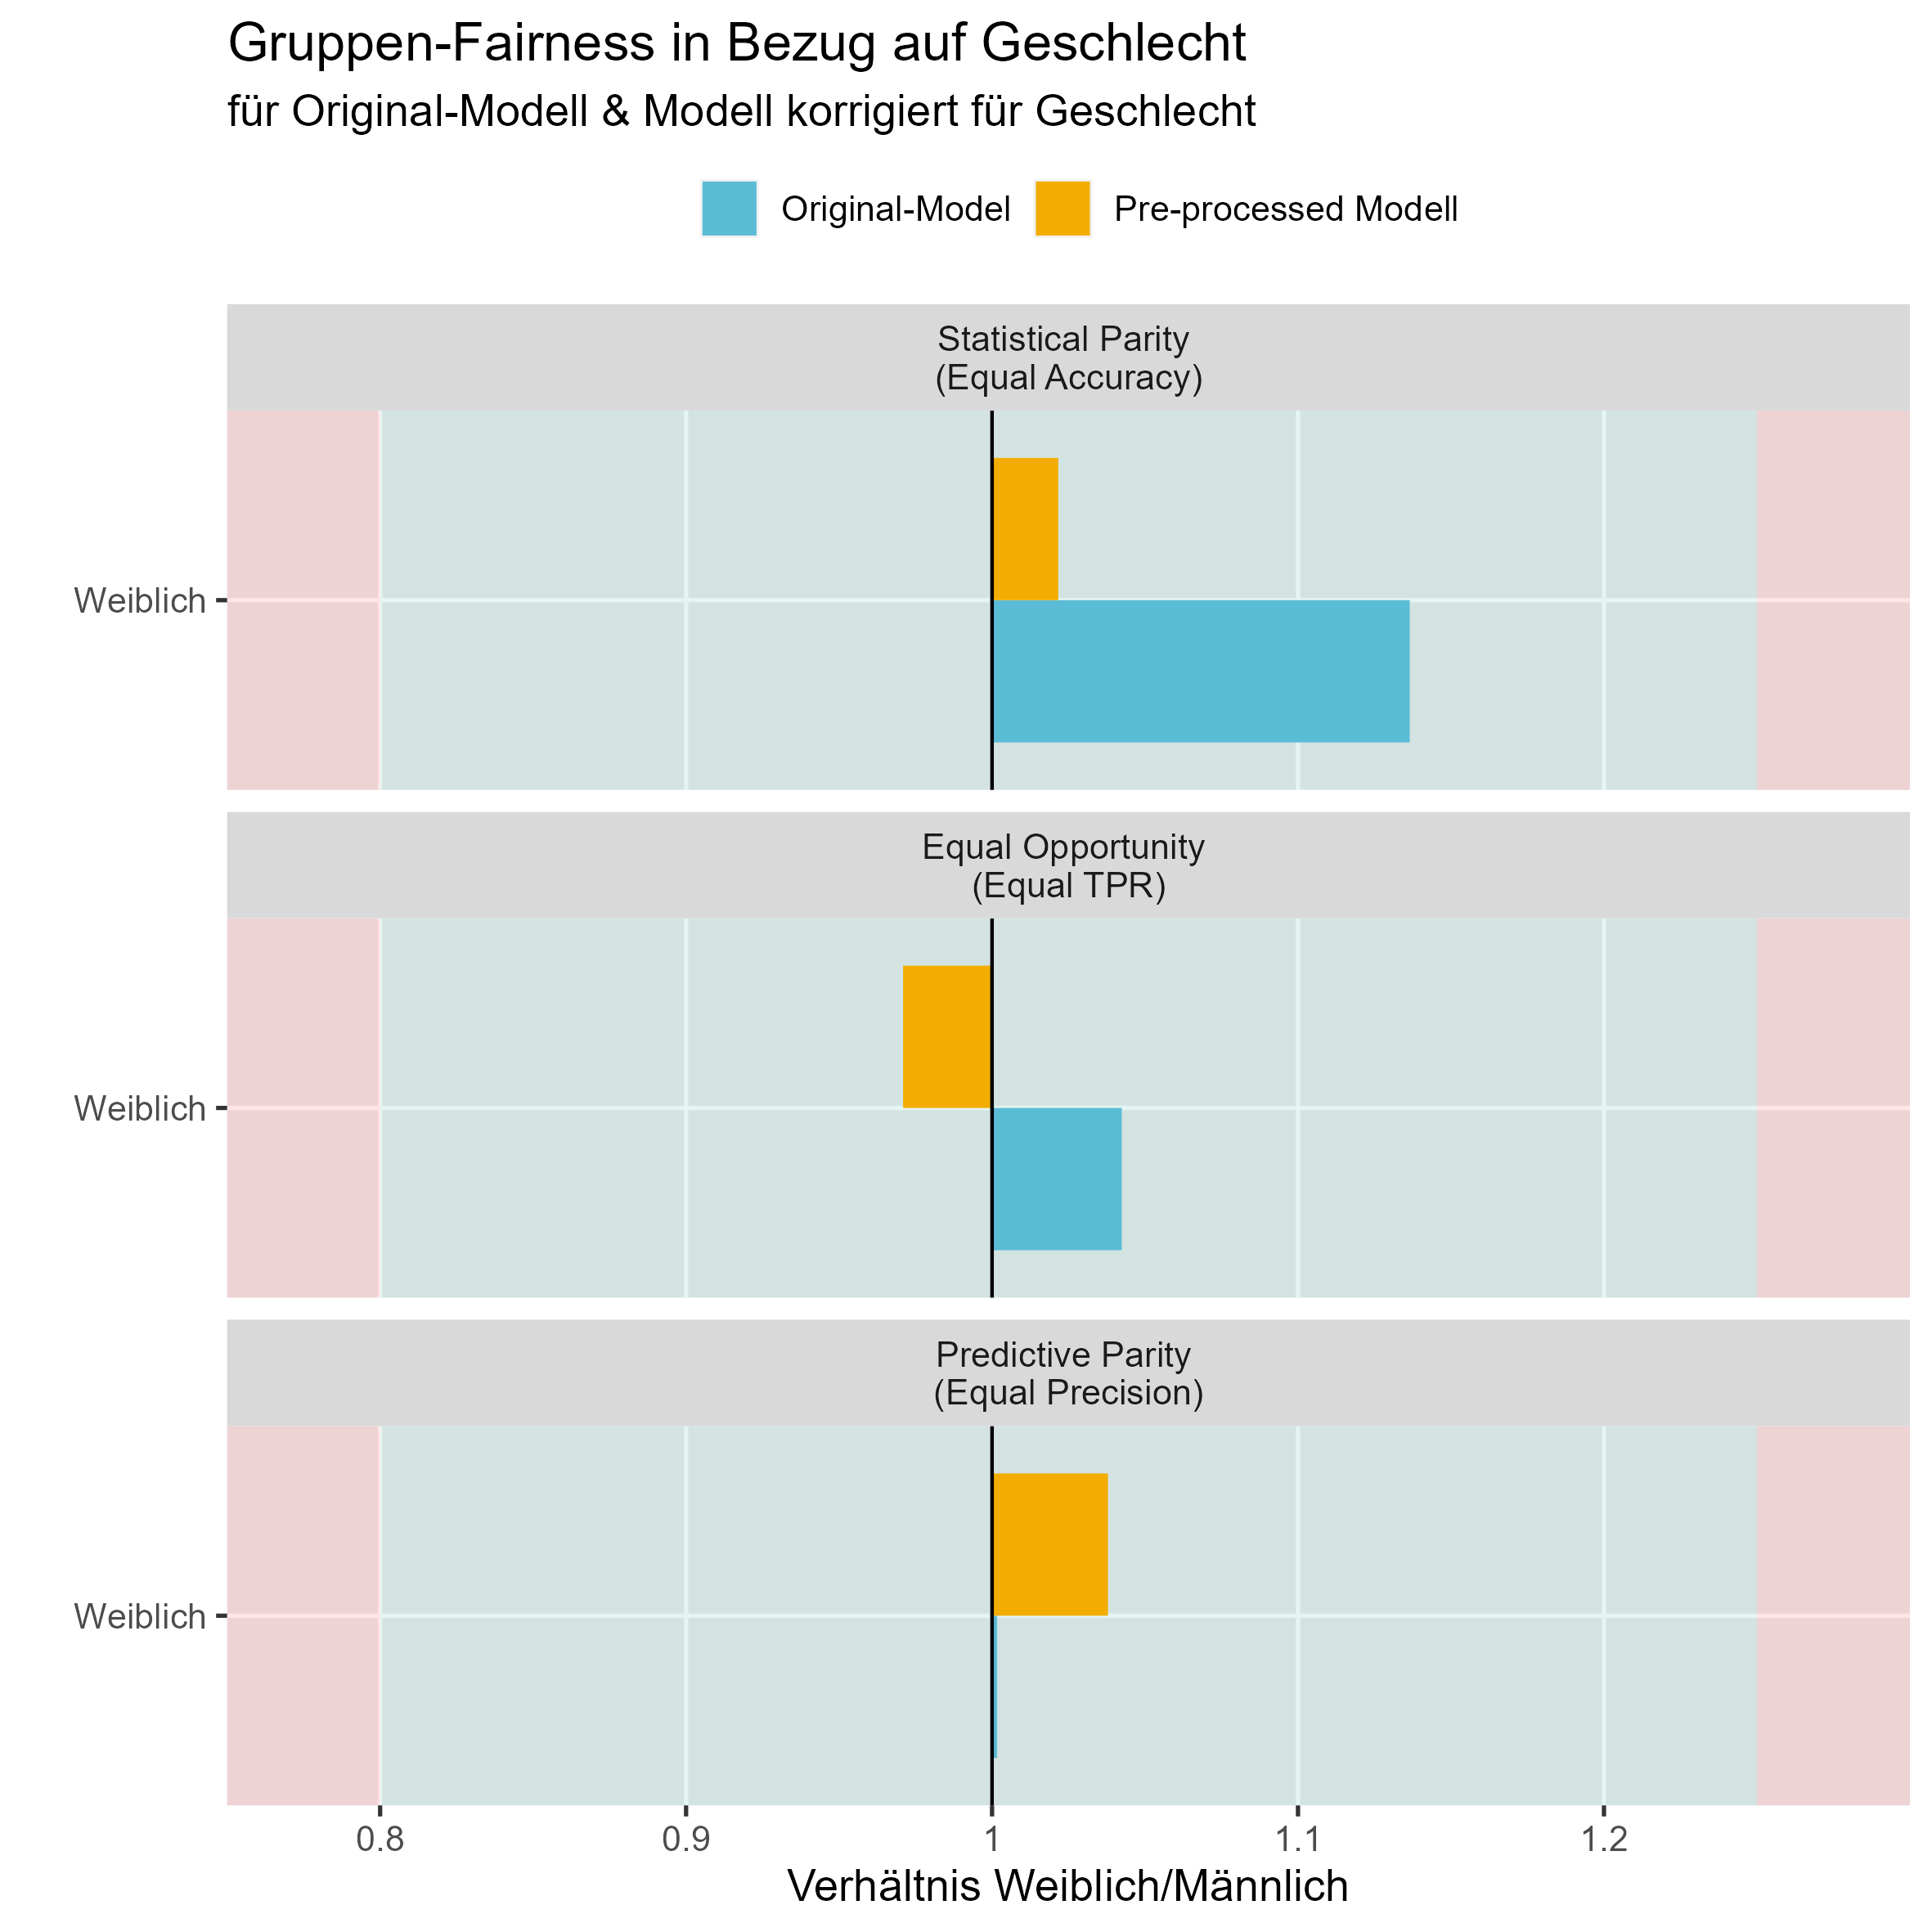 Gruppen-Fairness in Bezug auf Geschlecht
für Original-Modell & Modell korrigiert für Geschlecht
Original-Model
Pre-processed Modell
Statistical Parity
(Equal Accuracy)
Weiblich
Equal Opportunity
(Equal TPR)
Weiblich
Predictive Parity
(Equal Precision)
Weiblich
0.8
0.9
1
1.1
1.2
Verhältnis Weiblich/Männlich